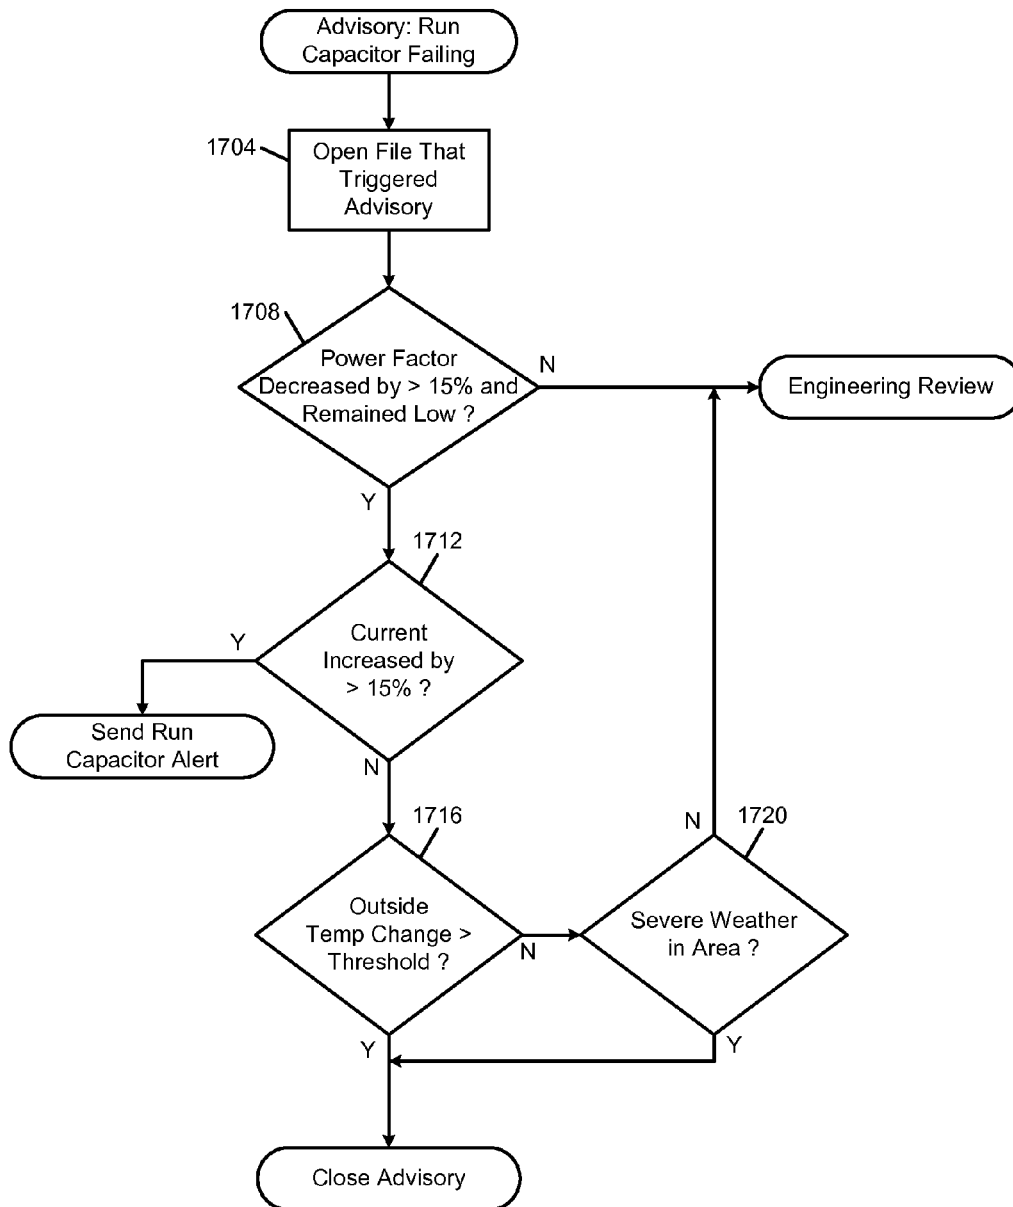 Advisory: Run
Capacitor Failing
1704
Open File That
Triggered
Advisory
1708
Power Factor
Decreased by > 15% and
Remained Low ?
N
Engineering Review
Y
1712
Current
Increased by
> 15% ?
Y
Send Run
Capacitor Alert
N
1716
Outside
Temp Change >
Threshold ?
N
1720
N
Severe Weather
in Area ?
Y
Y
Close Advisory